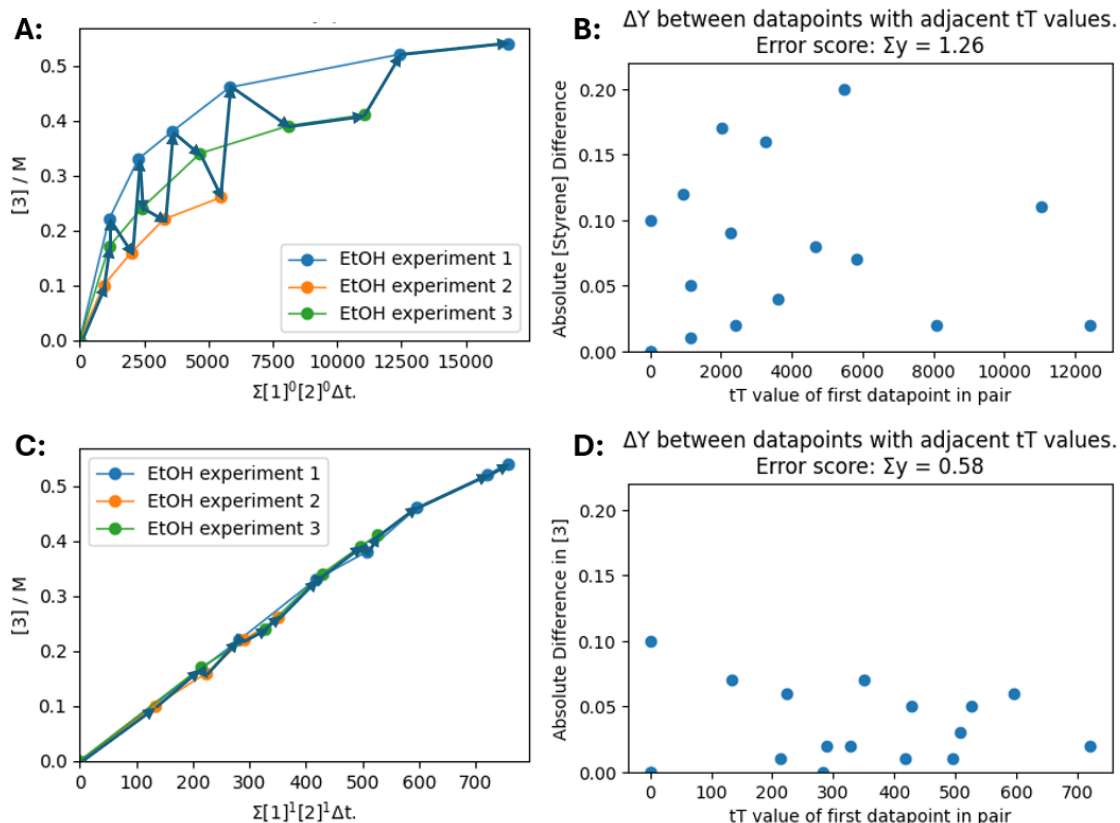 A:
[3] / M
0.5
0.4
0.3
0.2
0.1
0.0
EtOH experiment 1
EtOH experiment 2
EtOH experiment 3
0 2500 5000 7500 10000 12500 15000
Σ[1]⁰[2]⁰Δt.
B:
ΔY between datapoints with adjacent tT values.
Error score: Σy = 1.26
Absolute [Styrene] Difference
0.20
0.15
0.10
0.05
0.00
0 2000 4000 6000 8000 10000 12000
tT value of first datapoint in pair
C:
[3] / M
0.5
0.4
0.3
0.2
0.1
0.0
EtOH experiment 1
EtOH experiment 2
EtOH experiment 3
0 100 200 300 400 500 600 700
Σ[1]¹[2]¹Δt.
D:
ΔY between datapoints with adjacent tT values.
Error score: Σy = 0.58
Absolute Difference in [3]
0.20
0.15
0.10
0.05
0.00
0 100 200 300 400 500 600 700
tT value of first datapoint in pair